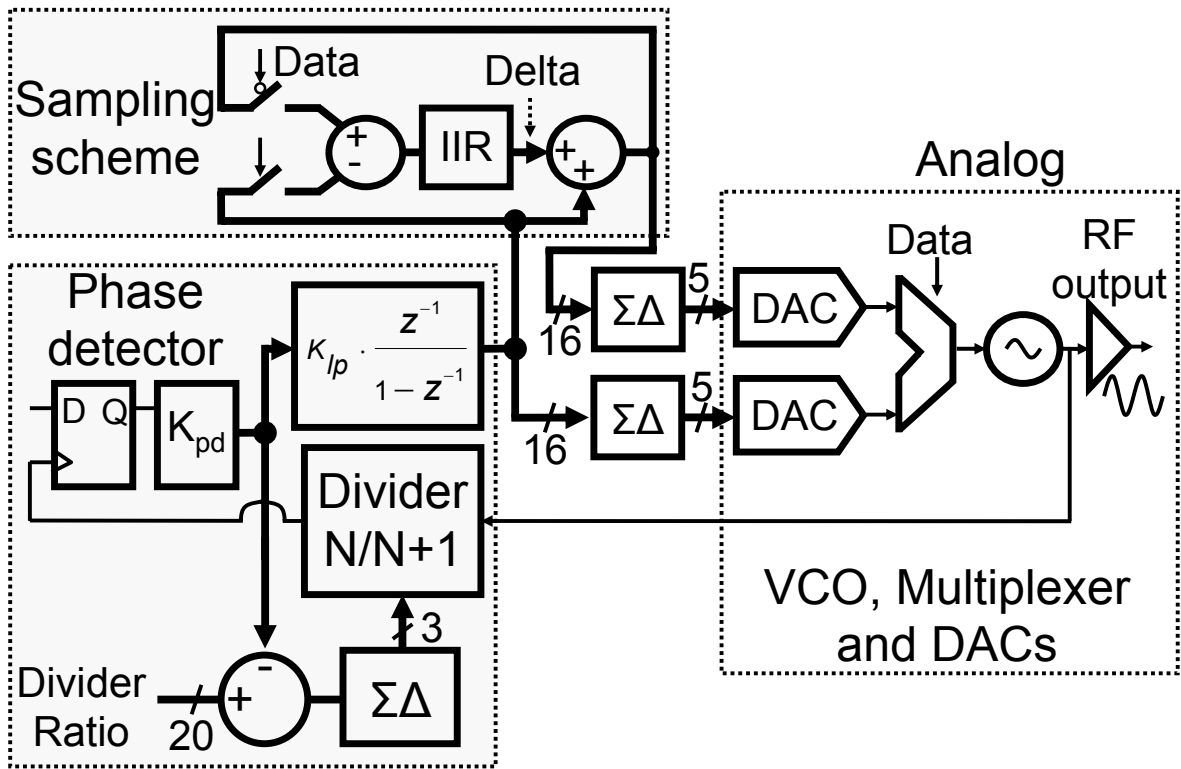 Sampling
scheme
Data
+
-
IIR
Delta
+
+
Analog
Data
RF
output
16
ΣΔ
5
DAC
16
ΣΔ
5
DAC
~
VCO, Multiplexer
and DACs
Phase
detector
D Q
K_pd
K_lp · z^-1 / (1 - z^-1)
Divider
N/N+1
3
Divider
Ratio
20
+
-
ΣΔ